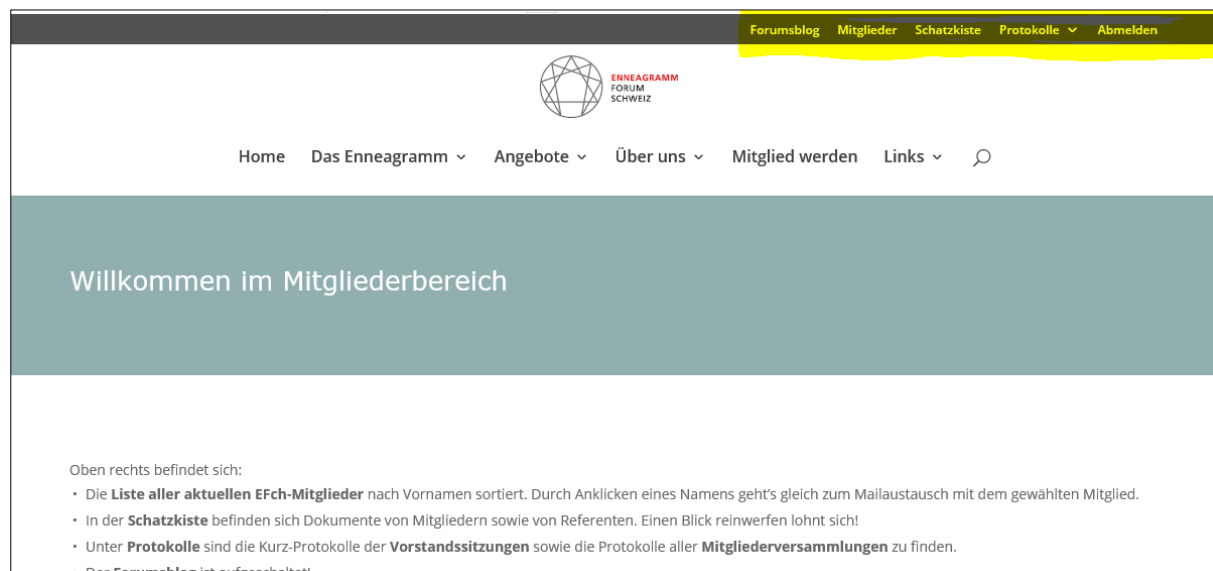 Forumsblog Mitglieder Schatzkiste Protokolle Abmelden
ENNEAGRAMM
FORUM
SCHWEIZ
Home Das Enneagramm Angebote Über uns Mitglied werden Links
Willkommen im Mitgliederbereich
Oben rechts befindet sich:
• Die Liste aller aktuellen EFch-Mitglieder nach Vornamen sortiert. Durch Anklicken eines Namens geht's gleich zum Mailaustausch mit dem gewählten Mitglied.
• In der Schatzkiste befinden sich Dokumente von Mitgliedern sowie von Referenten. Einen Blick reinwerfen lohnt sich!
• Unter Protokolle sind die Kurz-Protokolle der Vorstandssitzungen sowie die Protokolle aller Mitgliederversammlungen zu finden.
• Der Forumsblog ist aufgeschaltet!